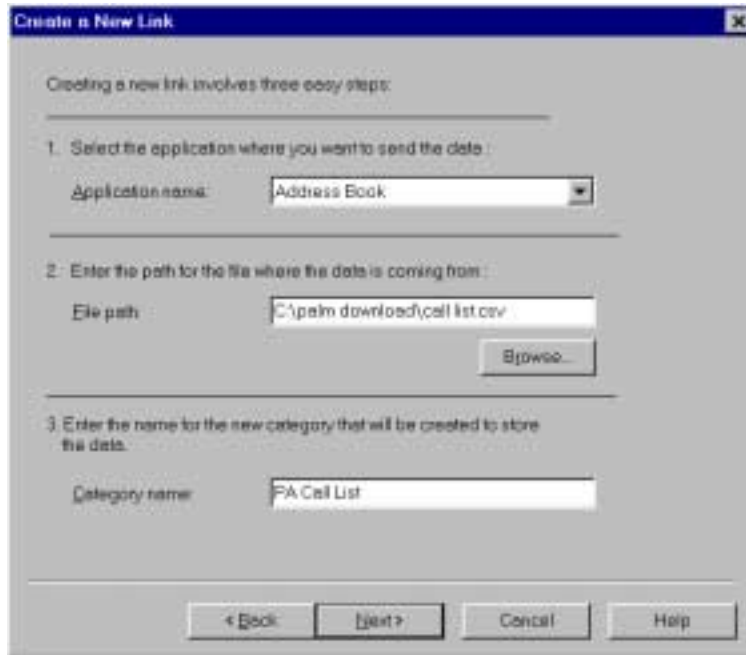 Create a New Link
Creating a new link involves three easy steps:
1. Select the application where you want to send the data :
Application name: Address Book
2. Enter the path for the file where the data is coming from :
File path: C:\palm download\call list.csv
Browse...
3. Enter the name for the new category that will be created to store
the data.
Category name: PA Call List
< Back Next > Cancel Help